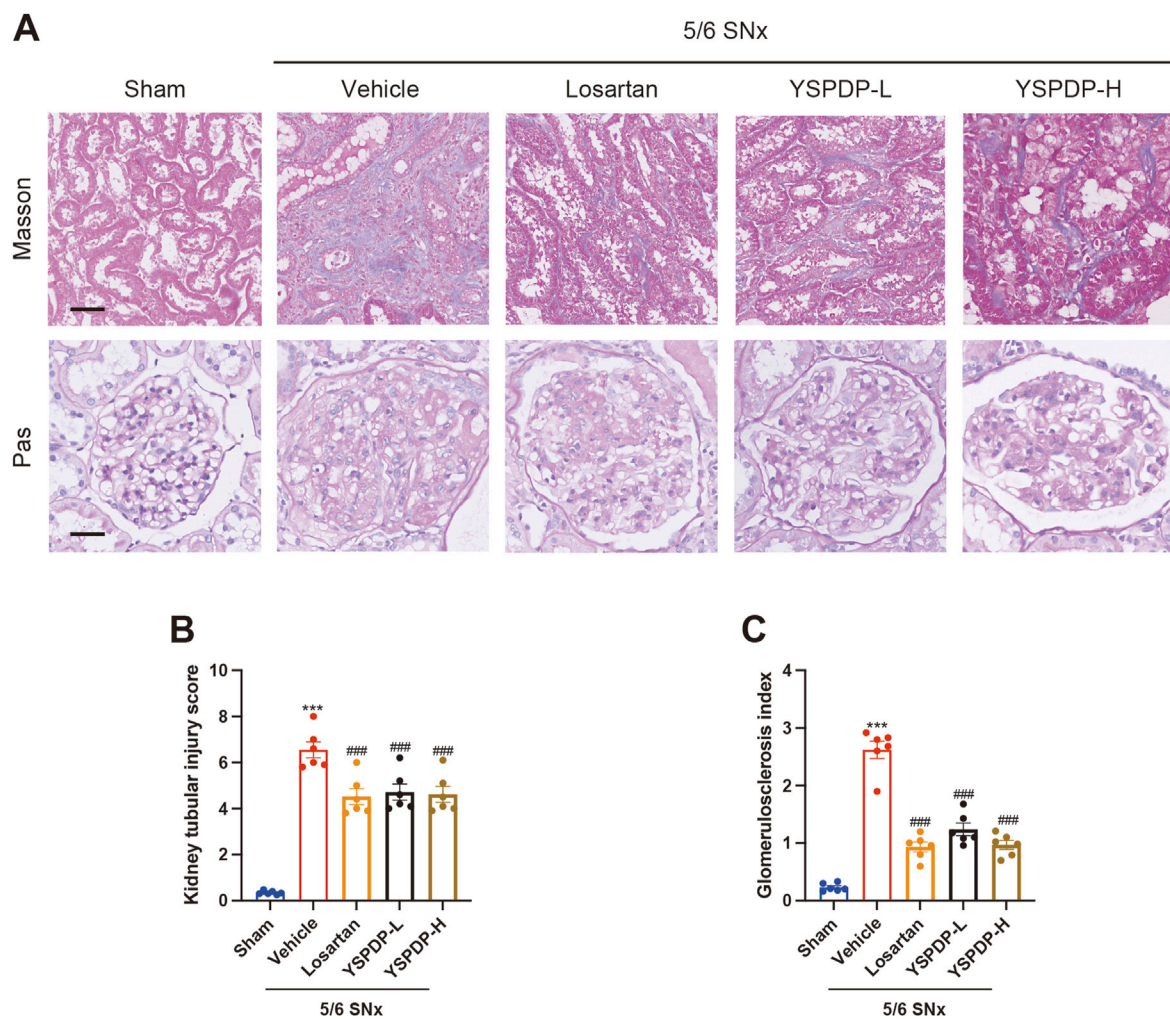 A
5/6 SNx
Sham Vehicle Losartan YSPDP-L YSPDP-H
Masson
Pas
B
Kidney tubular injury score
10
8
6
4
2
0
***
###
###
###
Sham
Vehicle
Losartan
YSPDP-L
YSPDP-H
5/6 SNx
C
Glomerulosclerosis index
4
3
2
1
0
***
###
###
###
Sham
Vehicle
Losartan
YSPDP-L
YSPDP-H
5/6 SNx